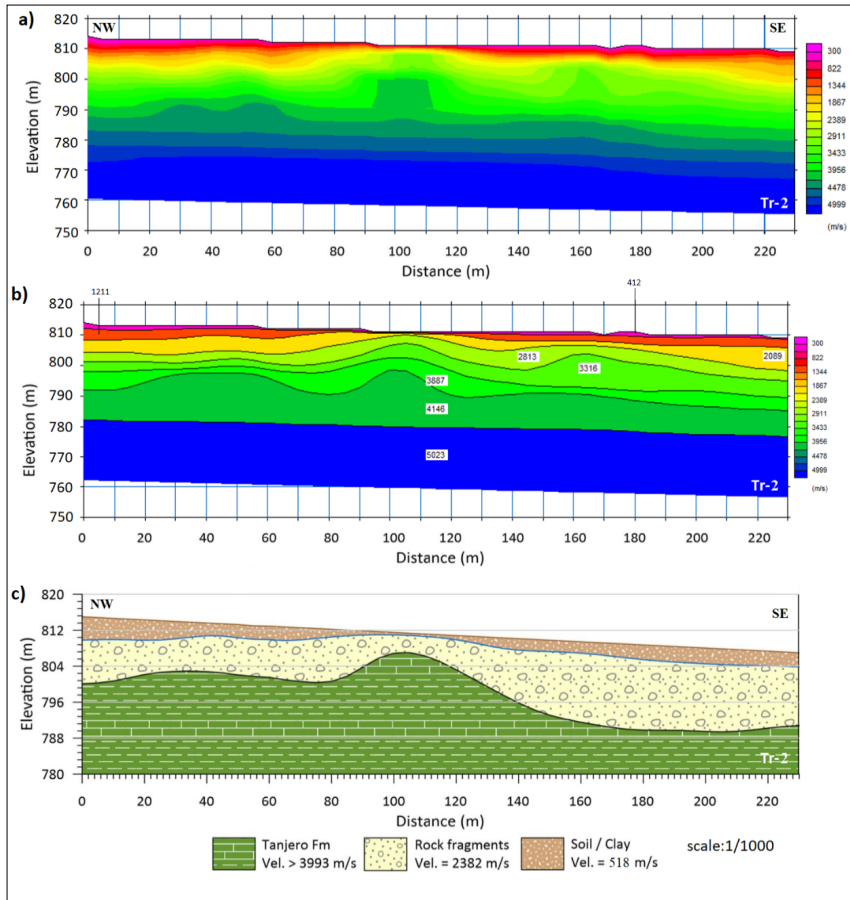 a)
NW
SE
820
810
800
790
780
770
760
750
Elevation (m)
0 20 40 60 80 100 120 140 160 180 200 220
Distance (m)
Tr-2
300
822
1344
1867
2389
2911
3433
3956
4478
4999
(m/s)
b)
1211
412
820
810
800
790
780
770
760
750
Elevation (m)
2813
2089
3316
3887
4146
5023
Tr-2
0 20 40 60 80 100 120 140 160 180 200 220
Distance (m)
300
822
1344
1867
2389
2911
3433
3956
4478
4999
(m/s)
c)
NW
SE
820
812
804
796
788
780
Elevation (m)
Tr-2
0 20 40 60 80 100 120 140 160 180 200 220
Distance (m)
Tanjero Fm
Vel. > 3993 m/s
Rock fragments
Vel. = 2382 m/s
Soil / Clay
Vel. = 518 m/s
scale:1/1000